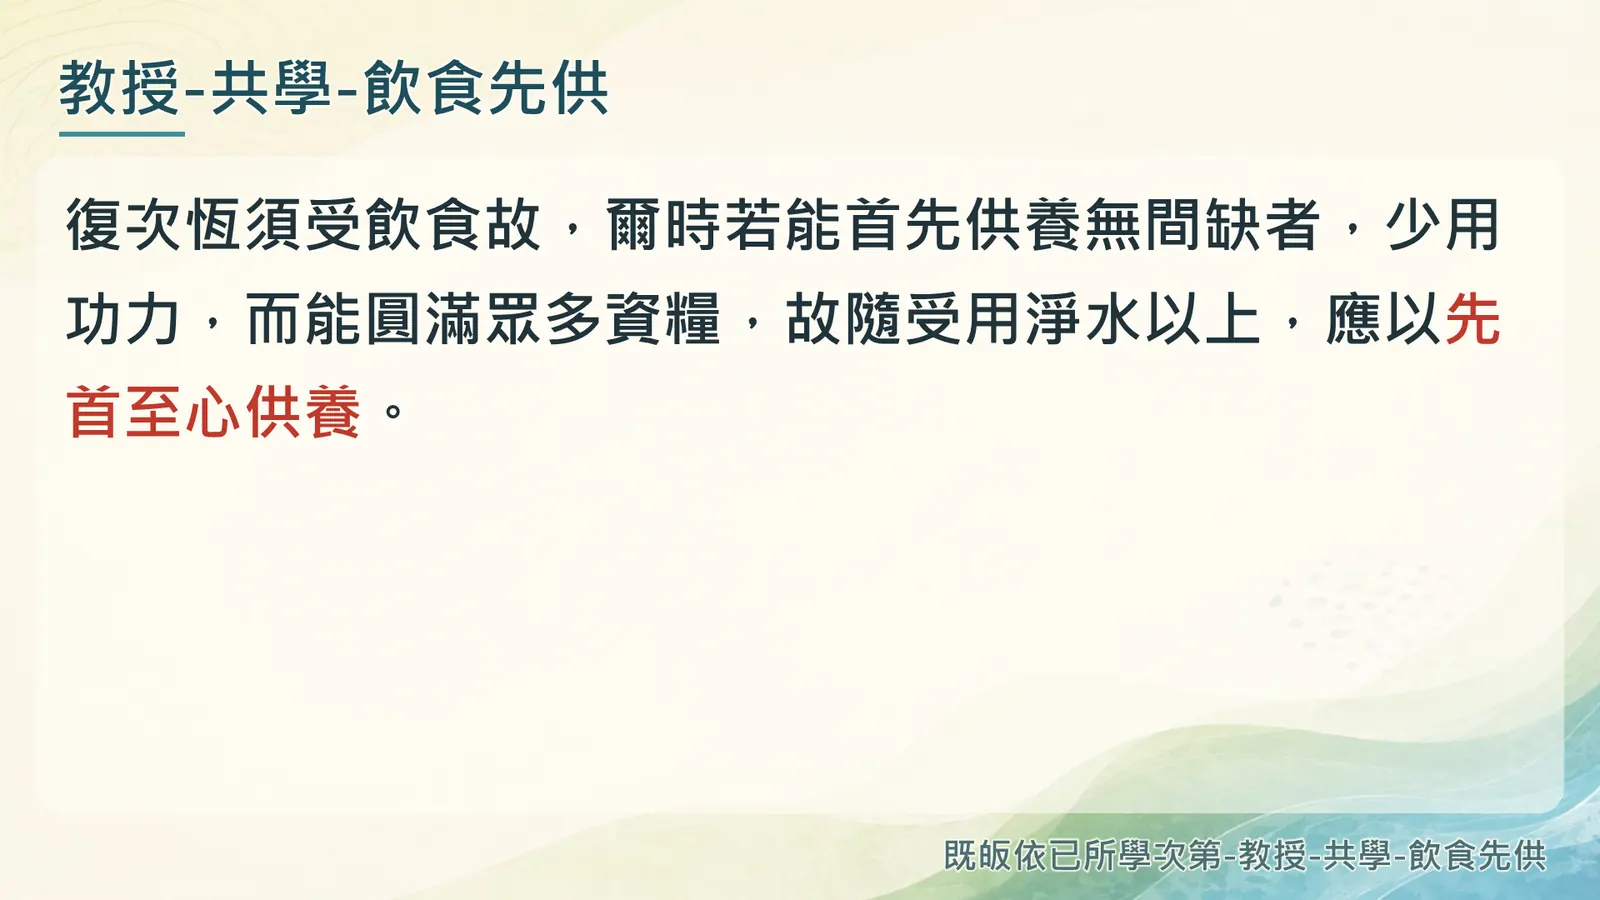 教授-共學-飲食先供
復次恆須受飲食故，爾時若能首先供養無間缺者，少用
功力，而能圓滿眾多資糧，故隨受用淨水以上，應以先
首至心供養。
既皈依已所學次第-教授-共學-飲食先供